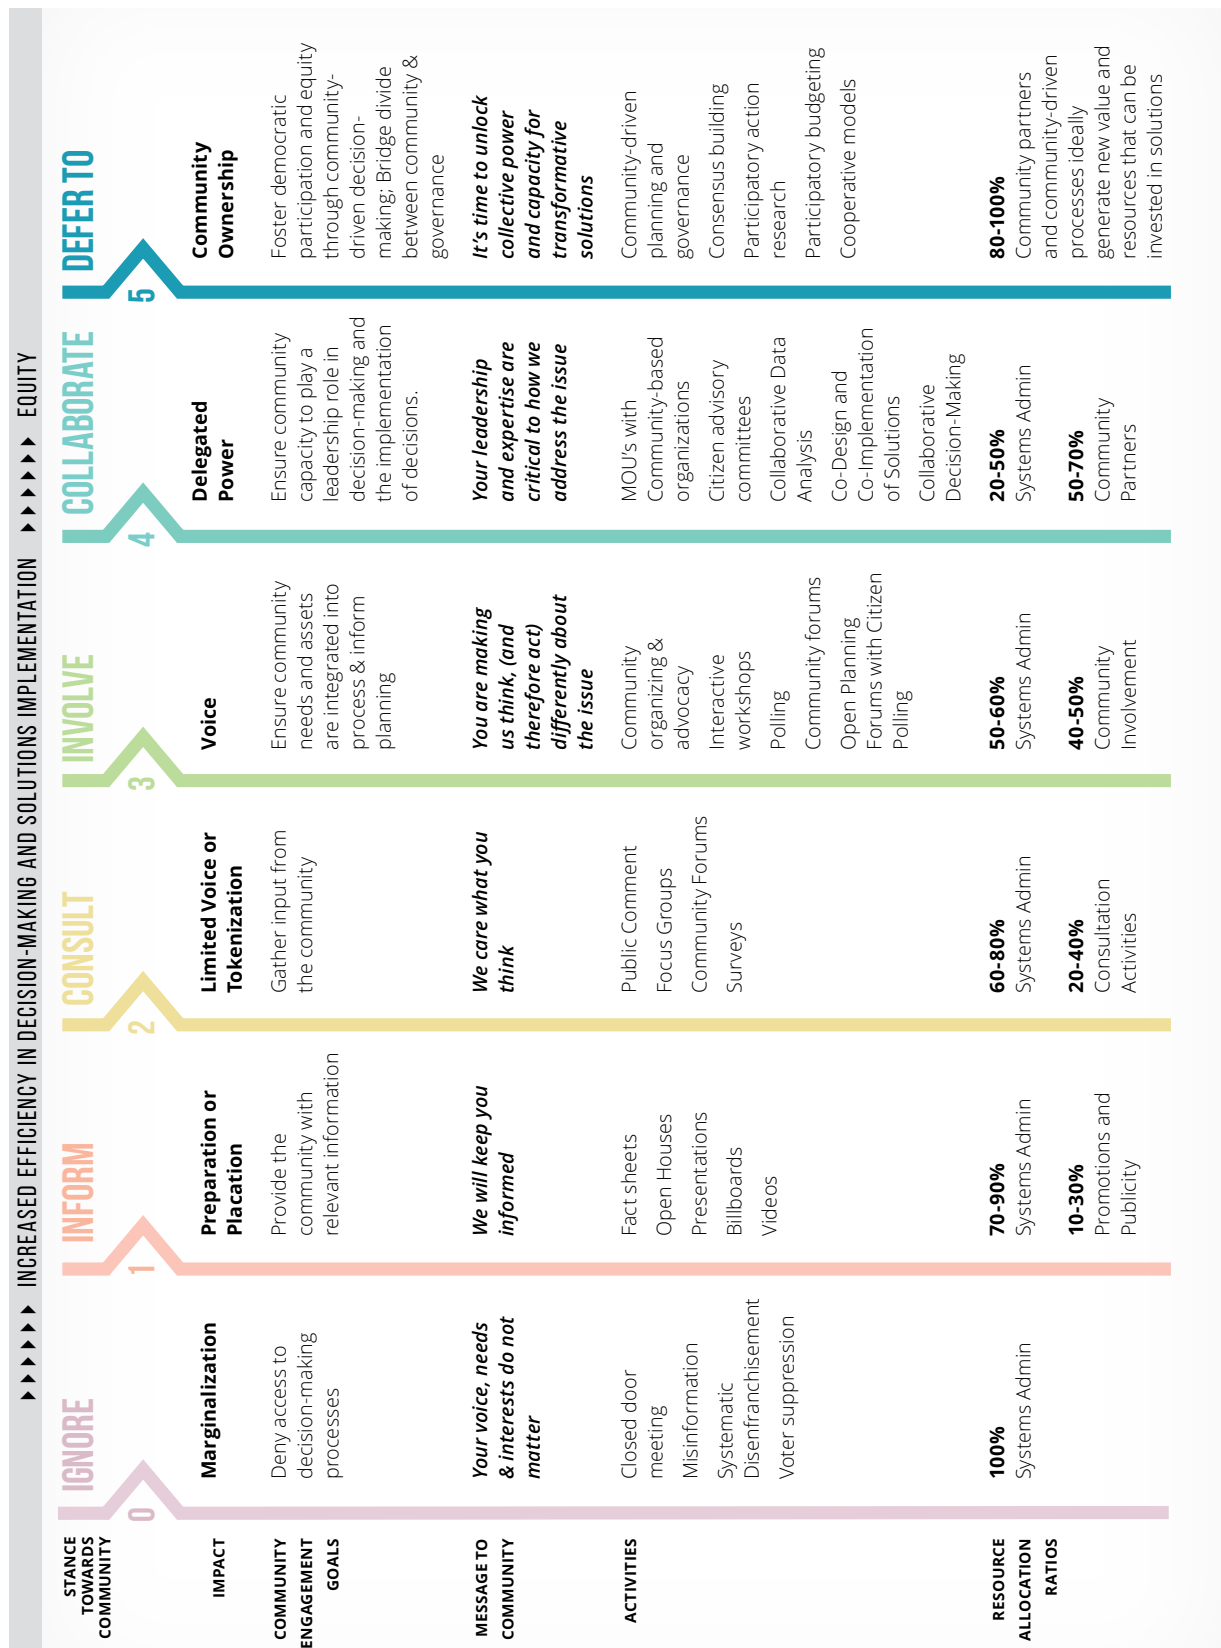 ▶▶▶▶▶▶ INCREASED EFFICIENCY IN DECISION-MAKING AND SOLUTIONS IMPLEMENTATION ▶▶▶▶▶▶ EQUITY
STANCE
TOWARDS
COMMUNITY
IGNORE
0
INFORM
1
CONSULT
2
INVOLVE
3
COLLABORATE
4
DEFER TO
5
IMPACT
Marginalization
Preparation or
Placation
Limited Voice or
Tokenization
Voice
Delegated
Power
Community
Ownership
COMMUNITY
ENGAGEMENT
GOALS
Deny access to
decision-making
processes
Provide the
community with
relevant information
Gather input from
the community
Ensure community
needs and assets
are integrated into
process & inform
planning
Ensure community
capacity to play a
leadership role in
decision-making and
the implementation
of decisions.
Foster democratic
participation and equity
through community-
driven decision-
making; Bridge divide
between community &
governance
MESSAGE TO
COMMUNITY
Your voice, needs
& interests do not
matter
We will keep you
informed
We care what you
think
You are making
us think, (and
therefore act)
differently about
the issue
Your leadership
and expertise are
critical to how we
address the issue
It's time to unlock
collective power
and capacity for
transformative
solutions
ACTIVITIES
Closed door
meeting
Misinformation
Systematic
Disenfranchisement
Voter suppression
Fact sheets
Open Houses
Presentations
Billboards
Videos
Public Comment
Focus Groups
Community Forums
Surveys
Community
organizing &
advocacy
Interactive
workshops
Polling
Community forums
Open Planning
Forums with Citizen
Polling
MOU's with
Community-based
organizations
Citizen advisory
committees
Collaborative Data
Analysis
Co-Design and
Co-Implementation
of Solutions
Collaborative
Decision-Making
Community-driven
planning and
governance
Consensus building
Participatory action
research
Participatory budgeting
Cooperative models
RESOURCE
ALLOCATION
RATIOS
100%
Systems Admin
70-90%
Systems Admin
10-30%
Promotions and
Publicity
60-80%
Systems Admin
20-40%
Consultation
Activities
50-60%
Systems Admin
40-50%
Community
Involvement
20-50%
Systems Admin
50-70%
Community
Partners
80-100%
Community partners
and community-driven
processes ideally
generate new value and
resources that can be
invested in solutions